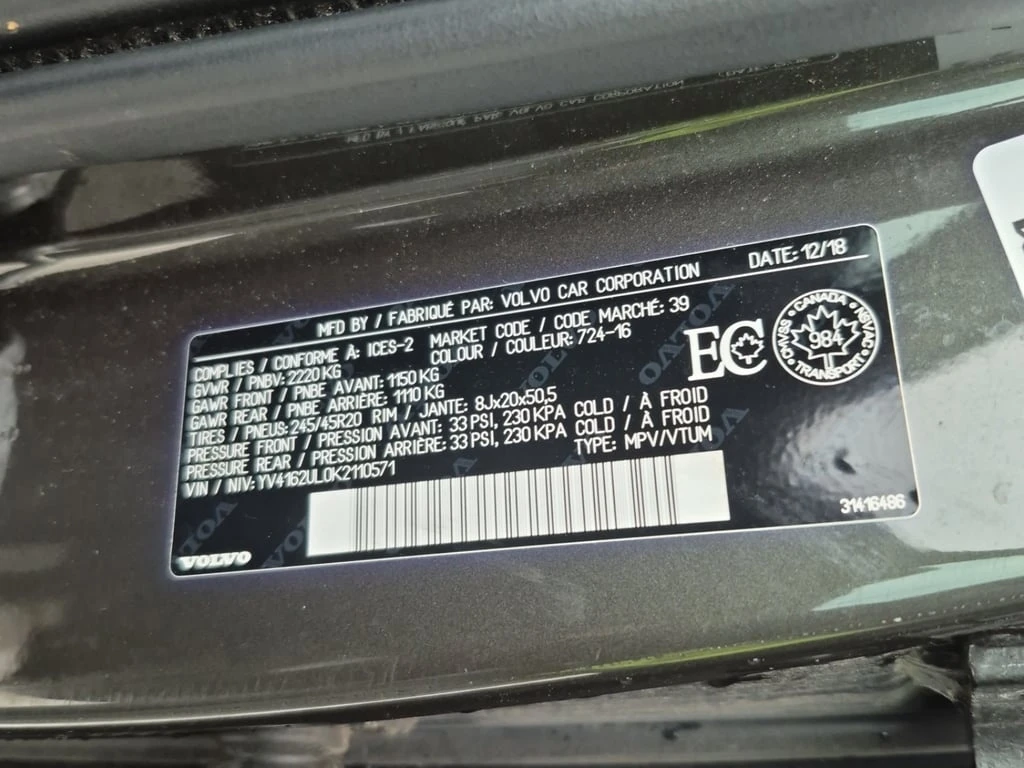 MFD BY / FABRIQUÉ PAR: VOLVO CAR CORPORATION DATE: 12/18
COMPLIES / CONFORME À: ICES-2 MARKET CODE / CODE MARCHÉ: 39
GVWR / PNBV: 2220 KG COLOUR / COULEUR: 724-16
GAWR FRONT / PNBE AVANT: 1150 KG
GAWR REAR / PNBE ARRIÈRE: 1110 KG
TIRES / PNEUS: 245/45R20 RIM / JANTE: 8Jx20x50,5
PRESSURE FRONT / PRESSION AVANT: 33 PSI, 230 KPA COLD / À FROID
PRESSURE REAR / PRESSION ARRIÈRE: 33 PSI, 230 KPA COLD / À FROID
VIN / NIV: YV4162UL0K2110571 TYPE: MPV/VTUM
EC
CANADA
CMVSS 984 NSVAC
TRANSPORT
31416486
VOLVO